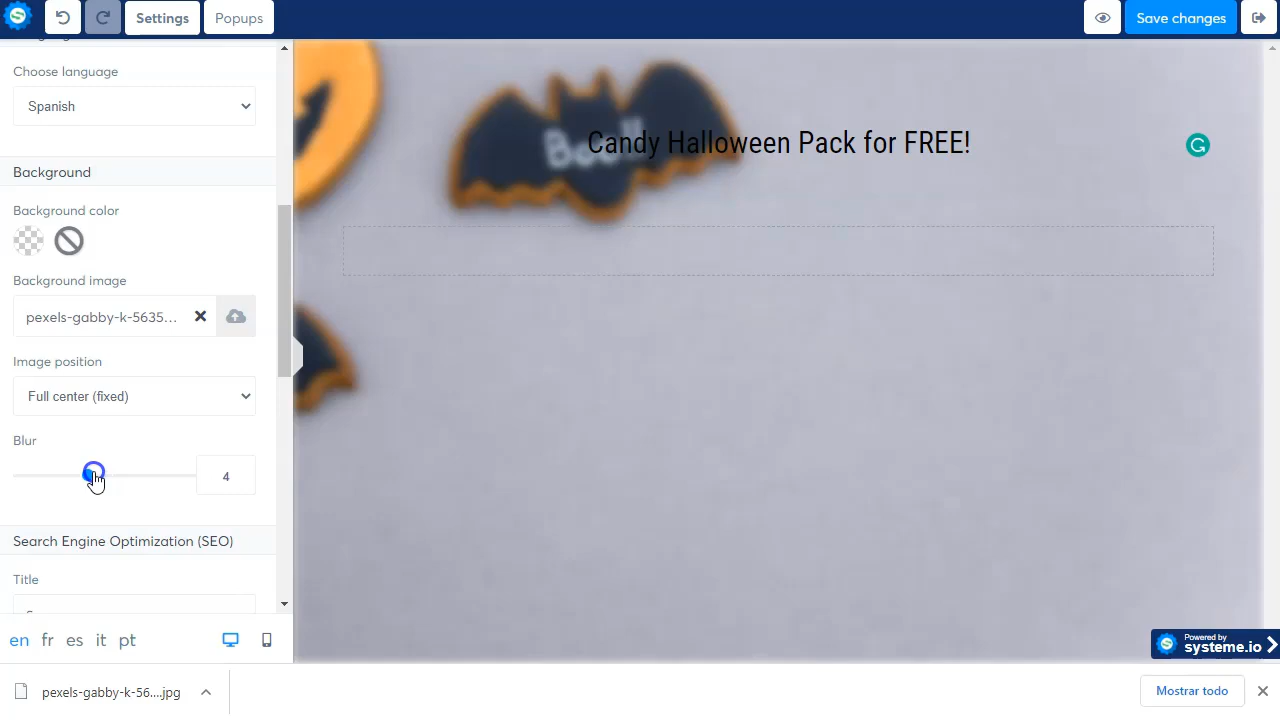 Settings
Popups
Save changes
Choose language
Spanish
Background
Background color
Background image
pexels-gabby-k-5635...
Image position
Full center (fixed)
Blur
4
Search Engine Optimization (SEO)
Title
en fr es it pt
Boo!!
Candy Halloween Pack for FREE!
Powered by
systeme.io
pexels-gabby-k-56....jpg
Mostrar todo